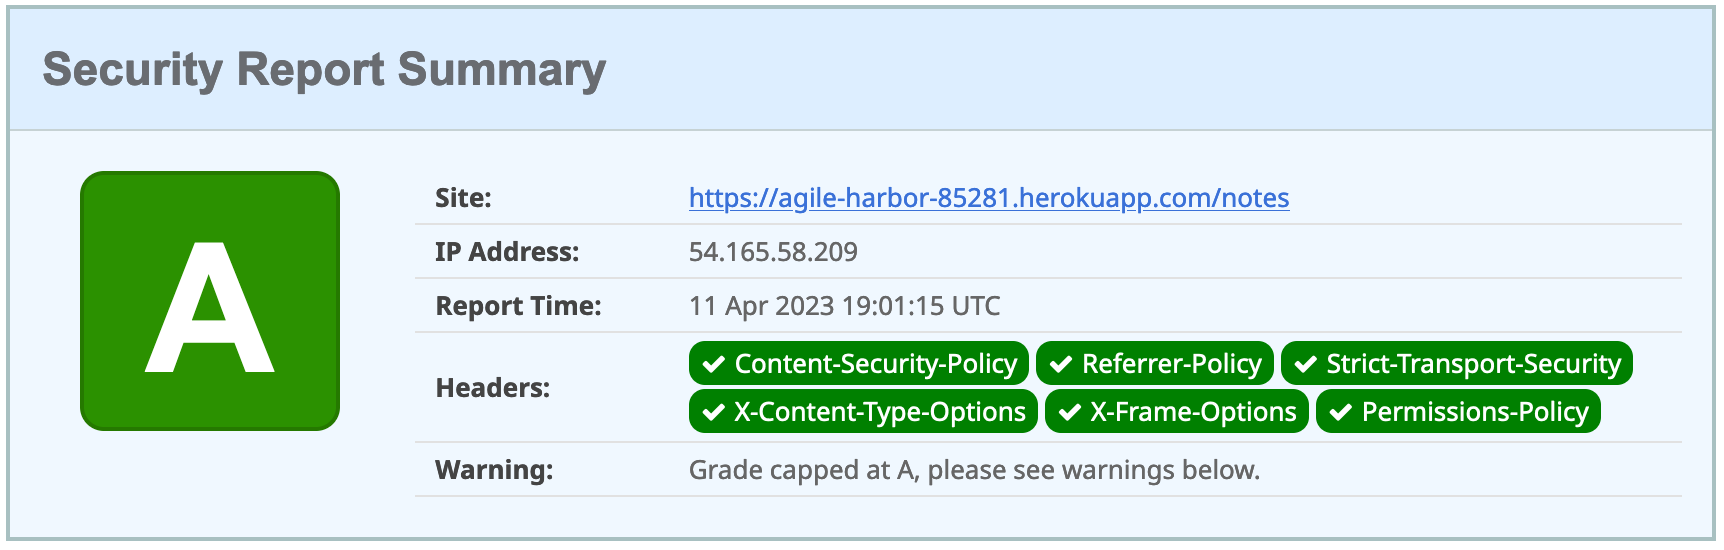 Security Report Summary
A
Site: https://agile-harbor-85281.herokuapp.com/notes
IP Address: 54.165.58.209
Report Time: 11 Apr 2023 19:01:15 UTC
Headers:
Content-Security-Policy Referrer-Policy Strict-Transport-Security
X-Content-Type-Options X-Frame-Options Permissions-Policy
Warning: Grade capped at A, please see warnings below.